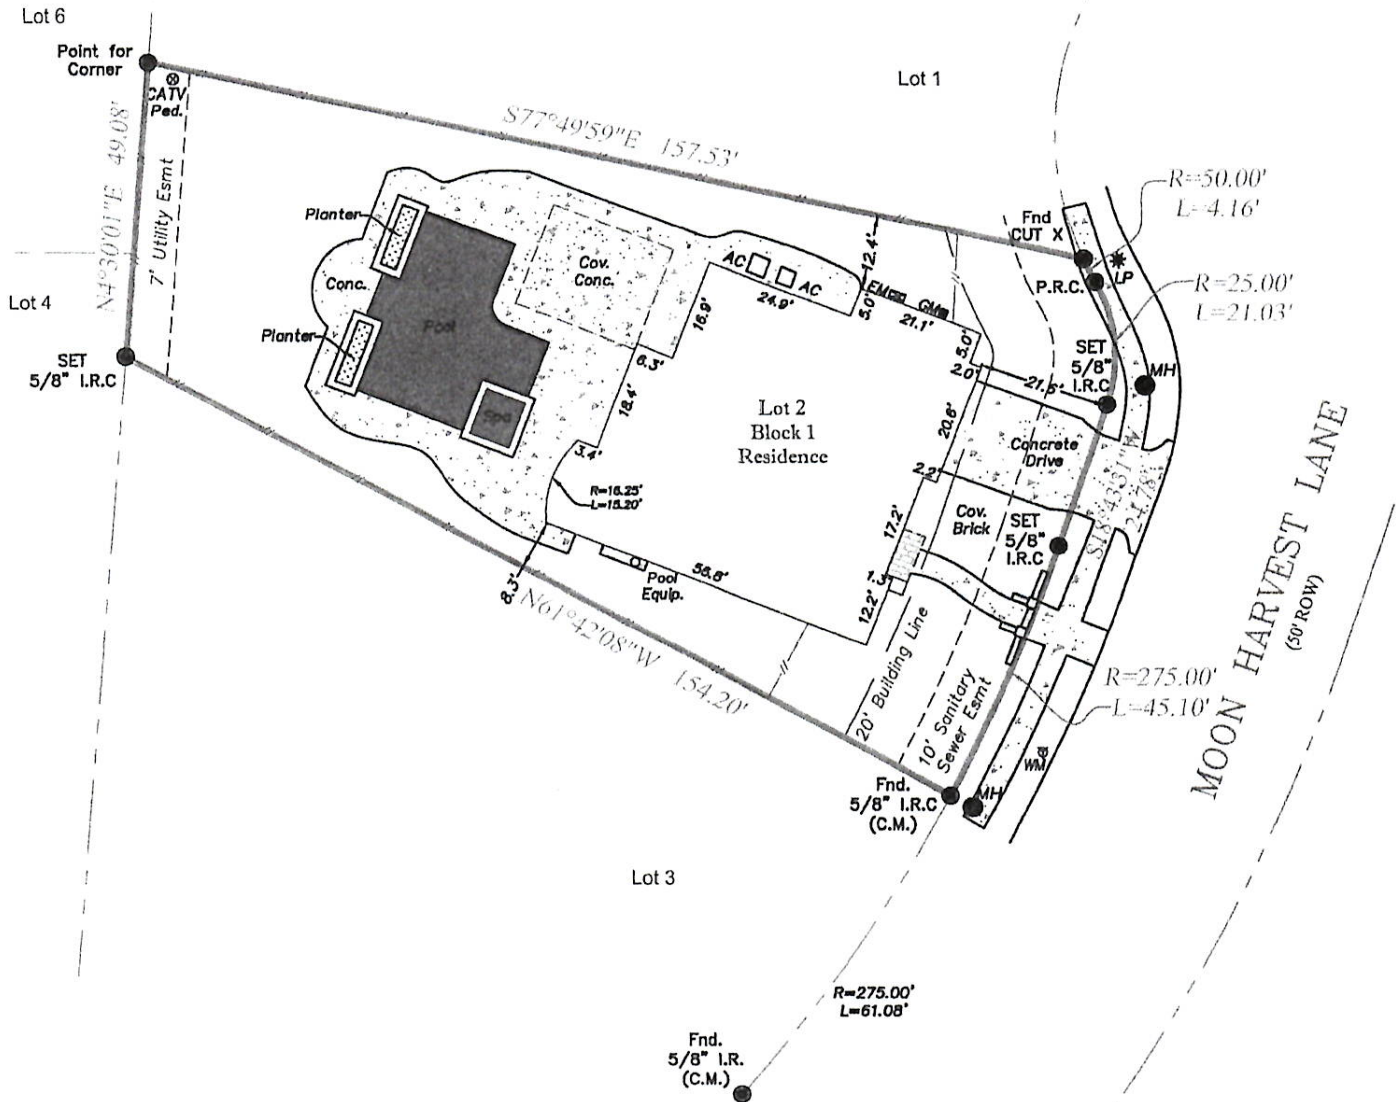 Lot 6
Point for
Corner
CATV
Ped.
Lot 1
S77°49'59"E 157.53'
N4°30'01"E 49.08'
7' Utility Esmt
R=50.00'
L=4.16'
Fnd
CUT X
LP
P.R.C.
R=25.00'
L=21.03'
Planter
Cov.
Conc.
AC
AC
12.4'
EM
GM
Conc.
24.9'
5.0'
21.1'
16.9'
5.0'
Lot 4
Pool
Planter
SET
5/8" I.R.C
6.3'
2.0'
21.5'
SET
5/8"
I.R.C
MH
18.4'
Lot 2
Block 1
Residence
20.6'
Concrete
Drive
Spa
3.4'
2.2'
S18°43'31"W
24.78'
R=16.25'
L=15.20'
Cov.
Brick
17.2'
SET
5/8"
I.R.C
MOON HARVEST LANE
(50' ROW)
8.3'
Pool
Equip.
55.8'
1.3'
12.2'
N61°42'08"W 154.20'
20' Building Line
10' Sanitary
Sewer Esmt
R=275.00'
L=45.10'
WM
Fnd.
5/8" I.R.C
(C.M.)
MH
Lot 3
R=275.00'
L=61.08'
Fnd.
5/8" I.R.
(C.M.)